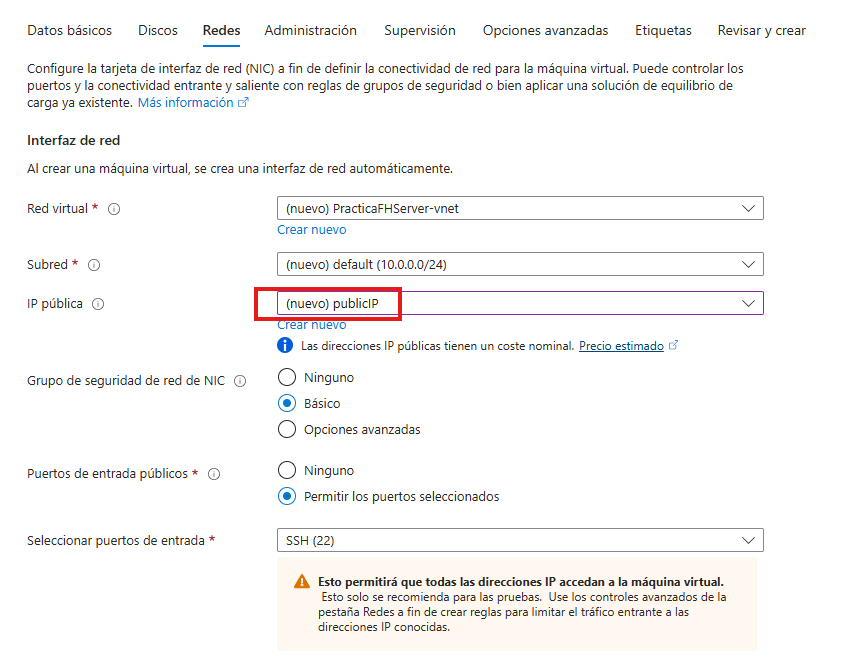 Datos básicos Discos Redes Administración Supervisión Opciones avanzadas Etiquetas Revisar y crear
Configure la tarjeta de interfaz de red (NIC) a fin de definir la conectividad de red para la máquina virtual. Puede controlar los
puertos y la conectividad entrante y saliente con reglas de grupos de seguridad o bien aplicar una solución de equilibrio de
carga ya existente. Más información
Interfaz de red
Al crear una máquina virtual, se crea una interfaz de red automáticamente.
Red virtual * (nuevo) PracticaFHServer-vnet
Crear nuevo
Subred * (nuevo) default (10.0.0.0/24)
IP pública (nuevo) publicIP
Crear nuevo
Las direcciones IP públicas tienen un coste nominal. Precio estimado
Grupo de seguridad de red de NIC Ninguno
Básico
Opciones avanzadas
Puertos de entrada públicos * Ninguno
Permitir los puertos seleccionados
Seleccionar puertos de entrada * SSH (22)
Esto permitirá que todas las direcciones IP accedan a la máquina virtual.
Esto solo se recomienda para las pruebas. Use los controles avanzados de la
pestaña Redes a fin de crear reglas para limitar el tráfico entrante a las
direcciones IP conocidas.